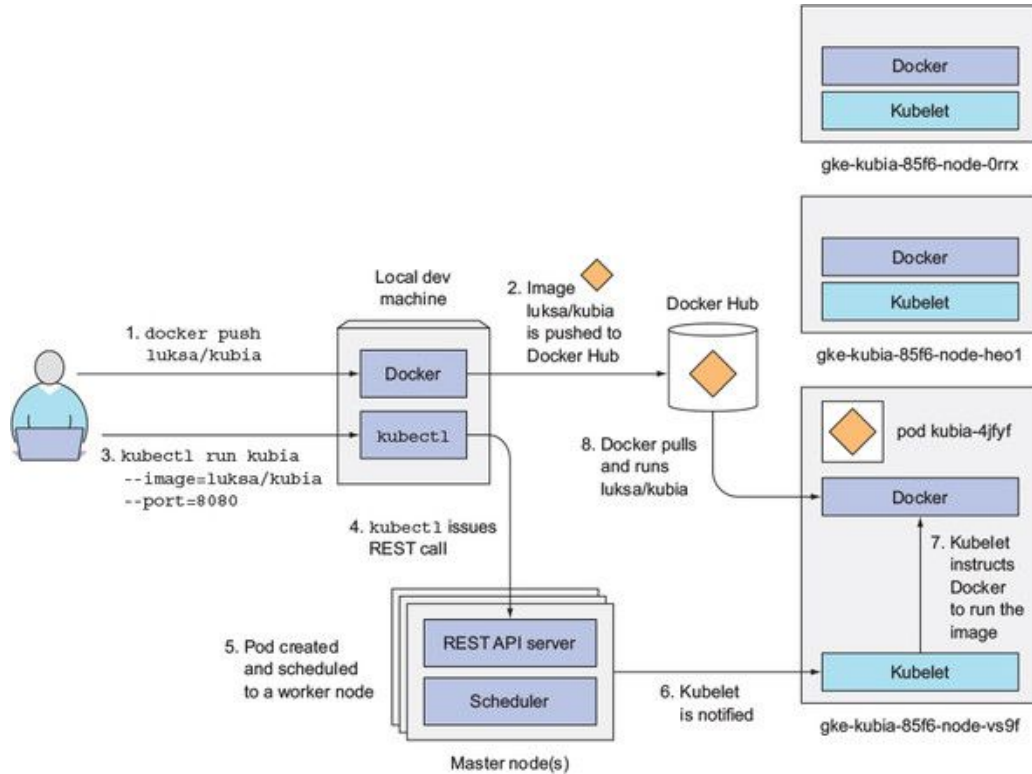 Docker
Kubelet
gke-kubia-85f6-node-0rrx
Docker
Kubelet
gke-kubia-85f6-node-heo1
Local dev
machine
1. docker push
luksa/kubia
2. Image
luksa/kubia
is pushed to
Docker Hub
Docker Hub
Docker
kubectl
3. kubectl run kubia
--image=luksa/kubia
--port=8080
4. kubectl issues
REST call
5. Pod created
and scheduled
to a worker node
REST API server
Scheduler
Master node(s)
6. Kubelet
is notified
8. Docker pulls
and runs
luksa/kubia
pod kubia-4jfyf
Docker
7. Kubelet
instructs
Docker
to run the
image
Kubelet
gke-kubia-85f6-node-vs9f